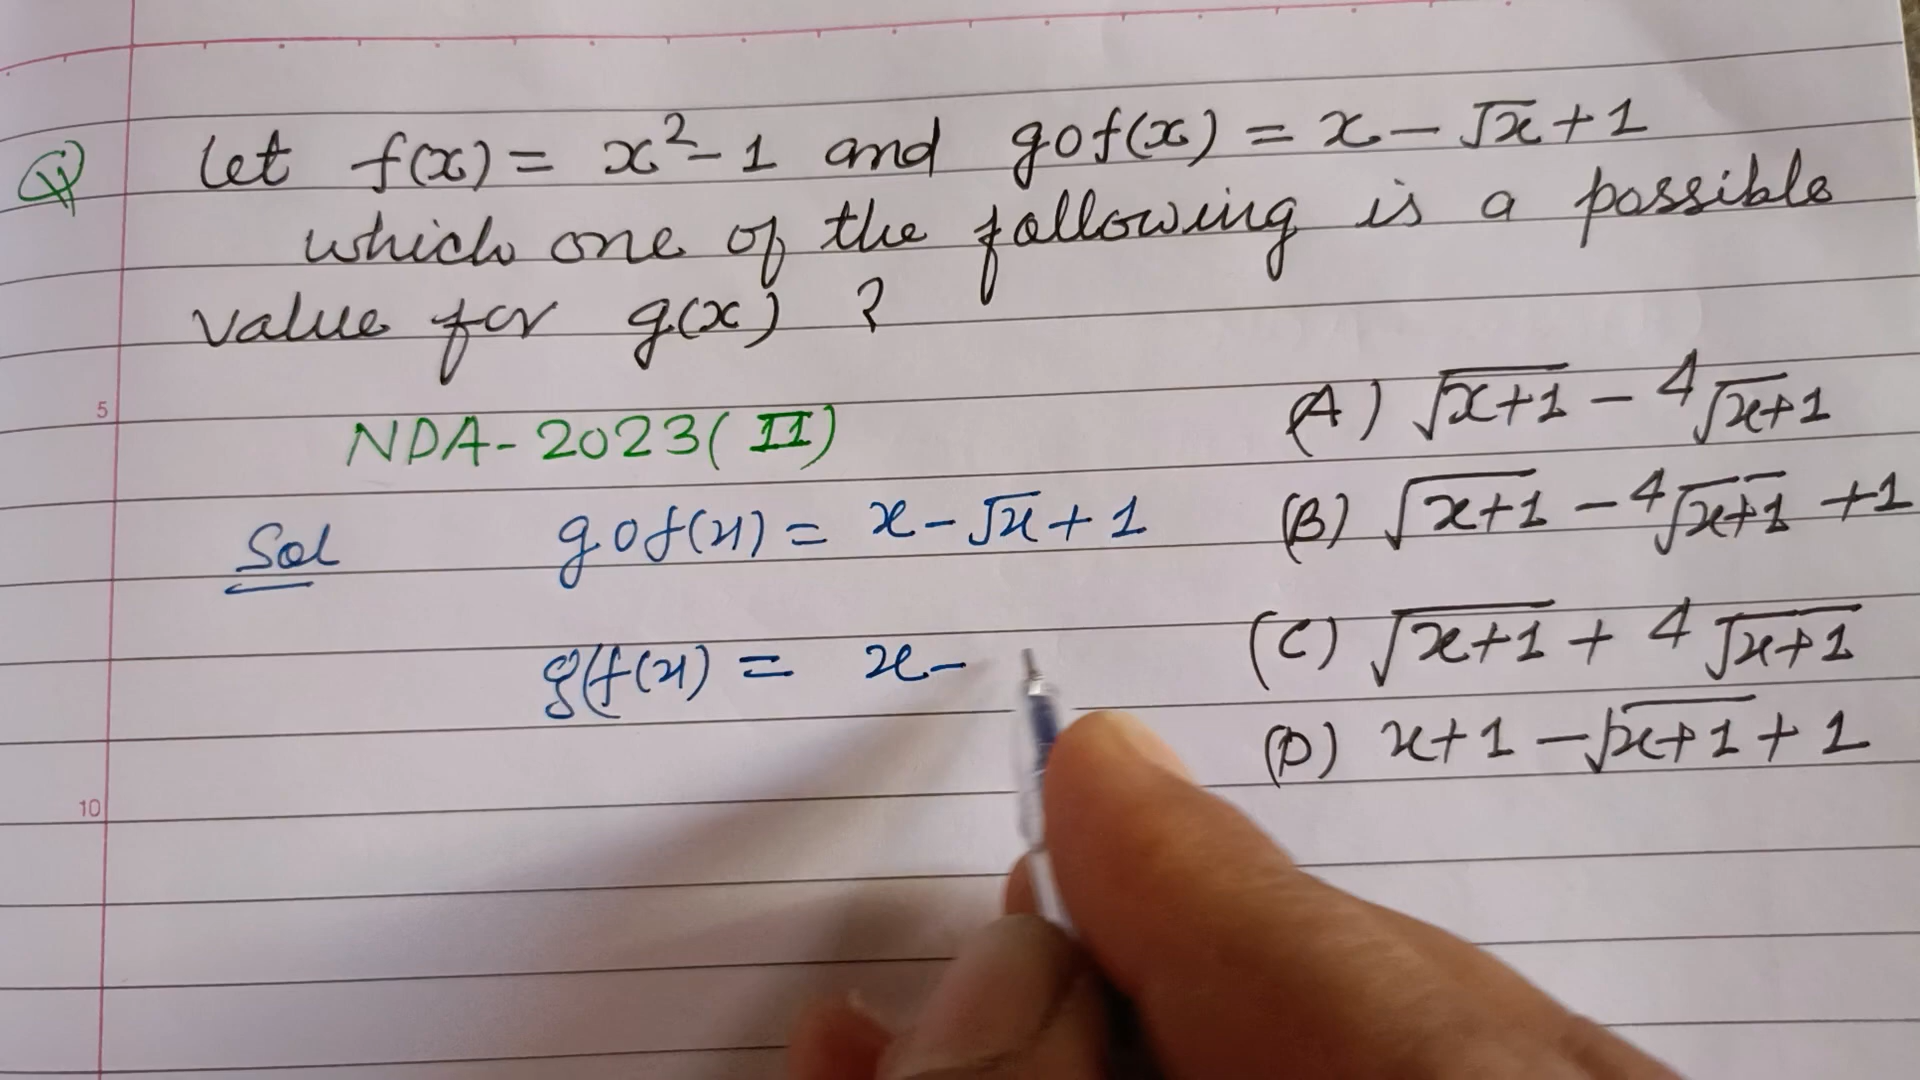 Q Let f(x) = x² - 1 and gof(x) = x - √x + 1
which one of the following is a possible
value for g(x) ?
5
NDA-2023(II)
(A) √x+1 - 4√x+1
Sol gof(x) = x - √x + 1
(B) √x+1 - 4√x+1 + 1
g(f(x) = x -
(C) √x+1 + 4√x+1
(D) x+1 - √x+1 + 1
10